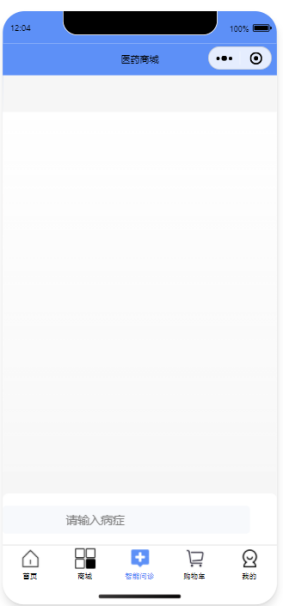 12:04
100%
医药商城
请输入病症
首页
商城
智能问诊
购物车
我的